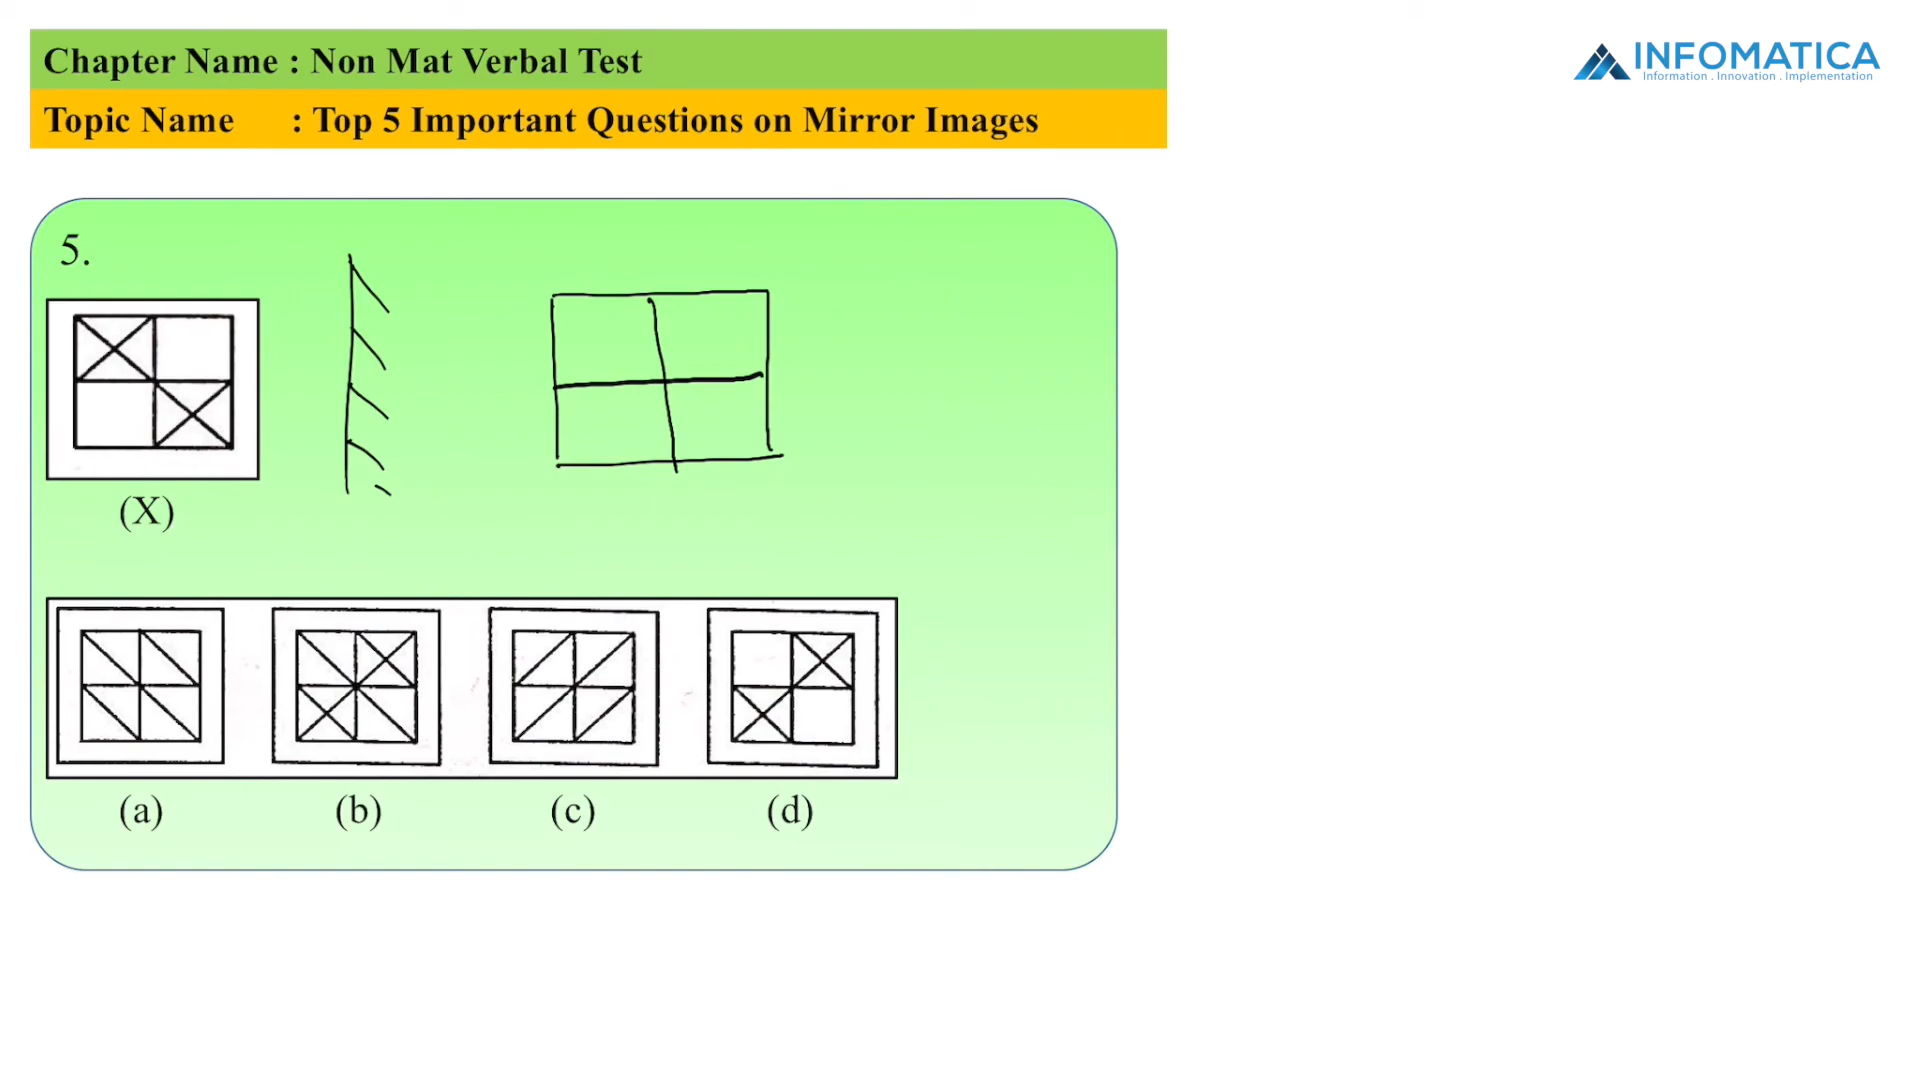 Chapter Name : Non Mat Verbal Test
Topic Name : Top 5 Important Questions on Mirror Images
INFOMATICA
Information . Innovation . Implementation
5.
(X)
(a) (b) (c) (d)